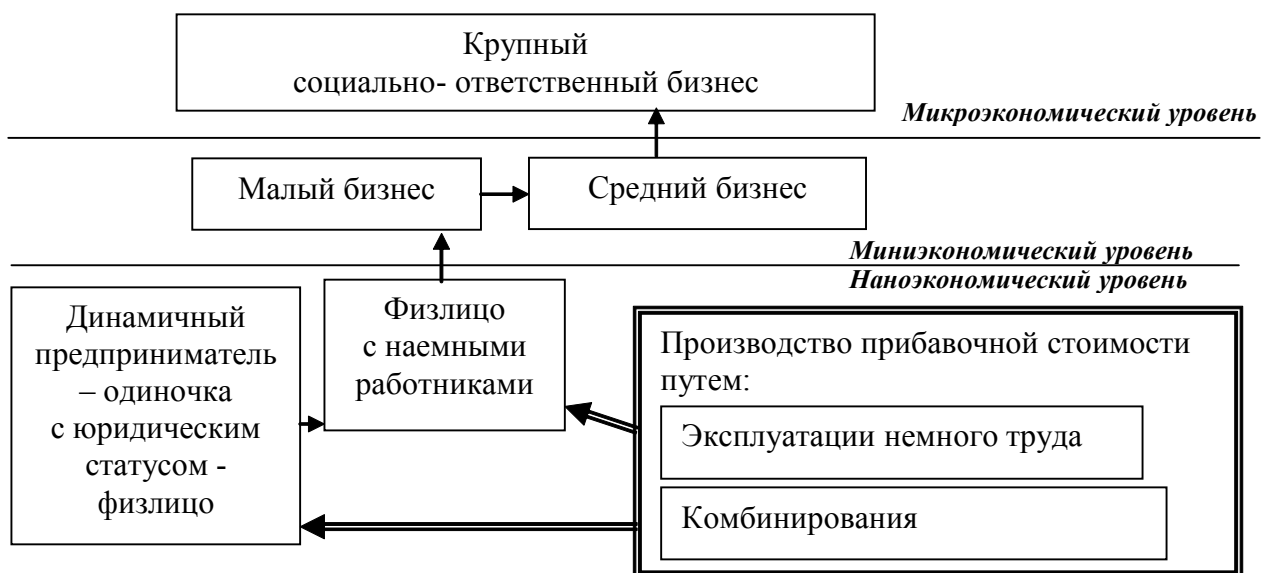 Крупный
социально- ответственный бизнес
Микроэкономический уровень
Малый бизнес
Средний бизнес
Миниэкономический уровень
Наноэкономический уровень
Динамичный
предприниматель
– одиночка
с юридическим
статусом -
физлицо
Физлицо
с наемными
работниками
Производство прибавочной стоимости
путем:
Эксплуатации немного труда
Комбинирования